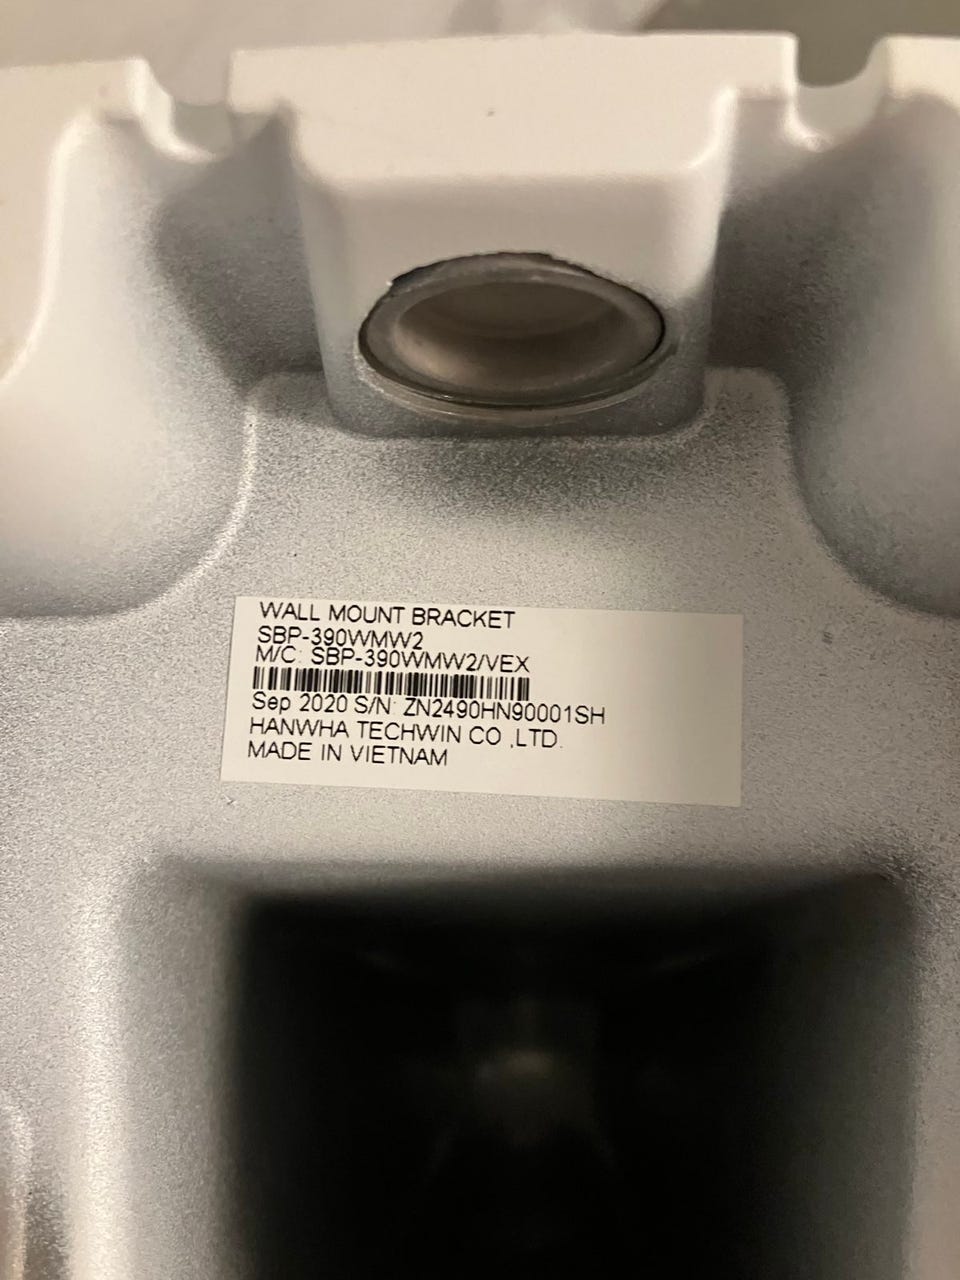 WALL MOUNT BRACKET
SBP-390WMW2
M/C: SBP-390WMW2/VEX
Sep 2020 S/N: ZN2490HN90001SH
HANWHA TECHWIN CO.,LTD.
MADE IN VIETNAM